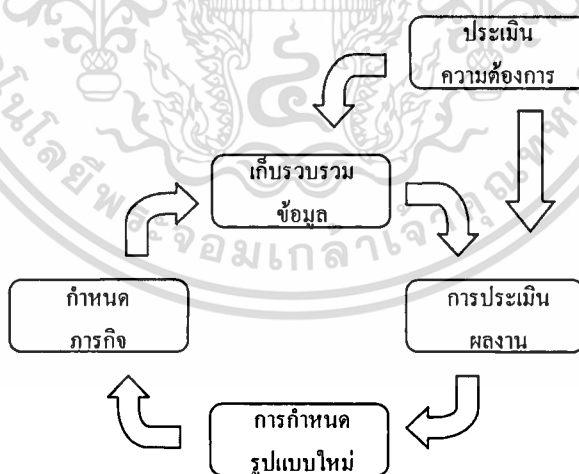 ประเมิน
ความต้องการ
เก็บรวบรวม
ข้อมูล
กำหนด
ภารกิจ
การประเมิน
ผลงาน
การกำหนด
รูปแบบใหม่